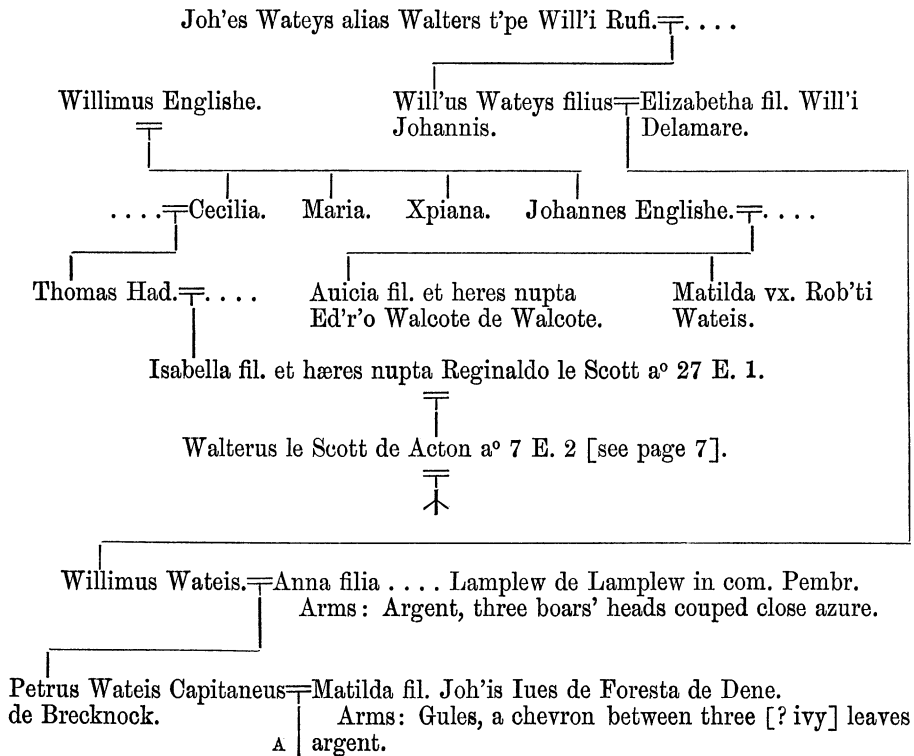 Joh'es Wateys alias Walters t'pe Will'i Rufi. . . . .
Willimus Englishe.
Will'us Wateys filius Elizabetha fil. Will'i
Johannis. Delamare.
. . . . Cecilia. Maria. Xpiana. Johannes Englishe. . . . .
Thomas Had. . . . . Auicia fil. et heres nupta Matilda vx. Rob'ti
Ed'r'o Walcote de Walcote. Wateis.
Isabella fil. et hæres nupta Reginaldo le Scott aº 27 E. 1.
Walterus le Scott de Acton aº 7 E. 2 [see page 7].
Willimus Wateis. Anna filia . . . . Lamplew de Lamplew in com. Pembr.
Arms: Argent, three boars' heads couped close azure.
Petrus Wateis Capitaneus Matilda fil. Joh'is Iues de Foresta de Dene.
de Brecknock. Arms: Gules, a chevron between three [? ivy] leaves
A argent.